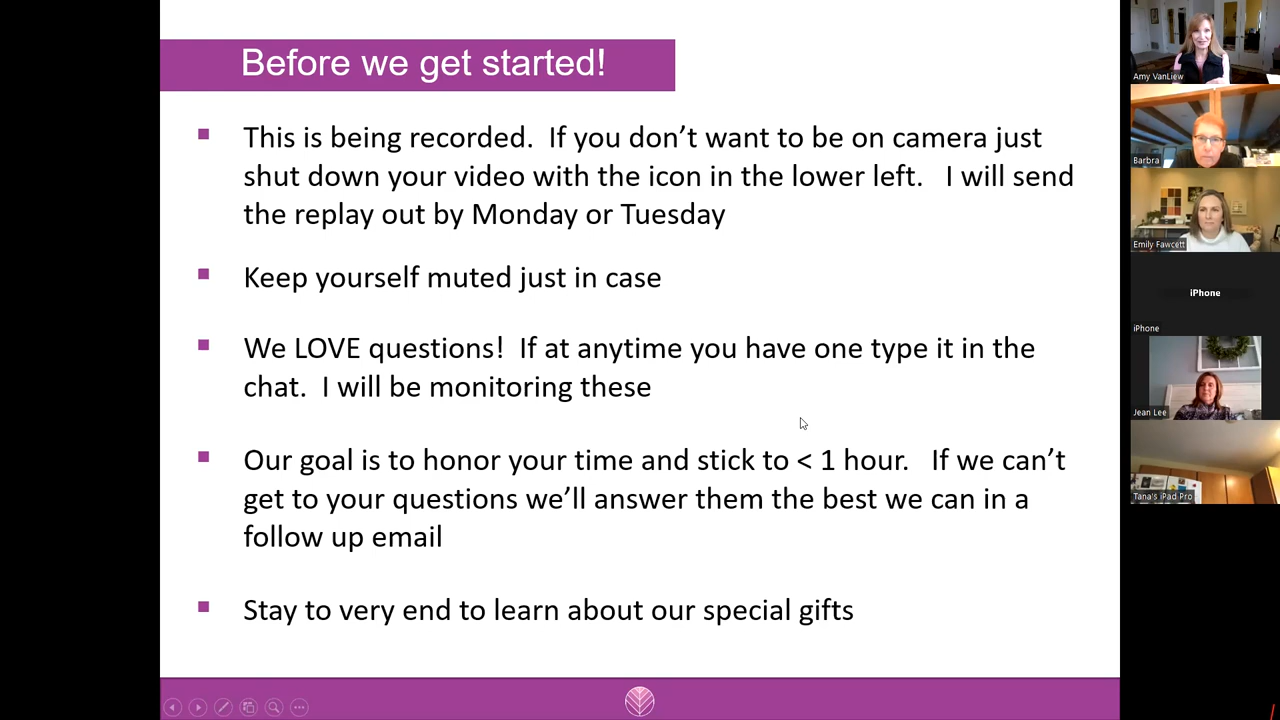 Before we get started!
This is being recorded.  If you don’t want to be on camera just
shut down your video with the icon in the lower left.   I will send
the replay out by Monday or Tuesday
Keep yourself muted just in case
We LOVE questions!  If at anytime you have one type it in the
chat.  I will be monitoring these
Our goal is to honor your time and stick to < 1 hour.   If we can’t
get to your questions we’ll answer them the best we can in a
follow up email
Stay to very end to learn about our special gifts
Amy VanLiew
Barbra
Emily Fawcett
iPhone
iPhone
Jean Lee
Tana's iPad Pro